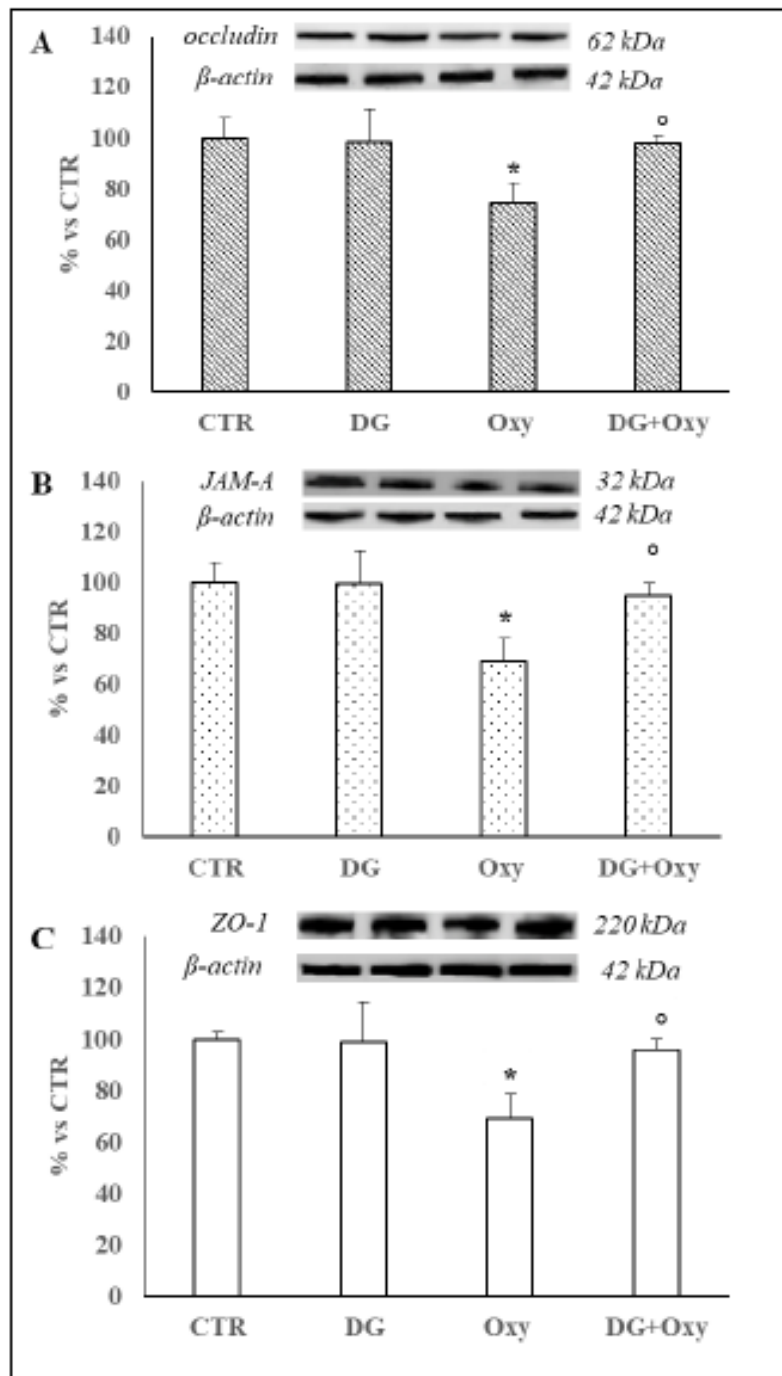 A
occludin
62 kDa
β-actin
42 kDa
140
120
100
80
60
40
20
0
% vs CTR
*
°
CTR DG Oxy DG+Oxy
B
JAM-A
32 kDa
β-actin
42 kDa
140
120
100
80
60
40
20
0
% vs CTR
*
°
CTR DG Oxy DG+Oxy
C
ZO-1
220 kDa
β-actin
42 kDa
140
120
100
80
60
40
20
0
% vs CTR
*
°
CTR DG Oxy DG+Oxy